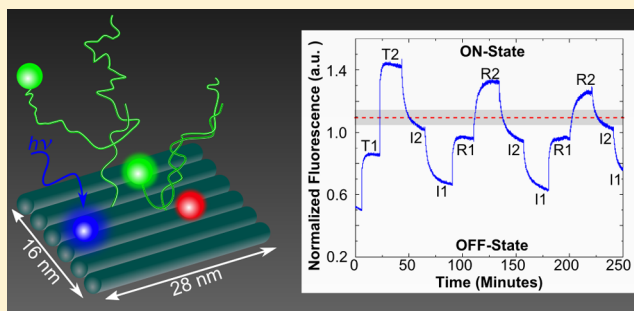 hν
16 nm
28 nm
Normalized Fluorescence (a.u. )
1.4
1.0
0.6
0.2
ON-State
OFF-State
T1
T2
I2
I1
R1
R2
I2
I1
R1
R2
I2
I1
0 50 100 150 200 250
Time (Minutes)